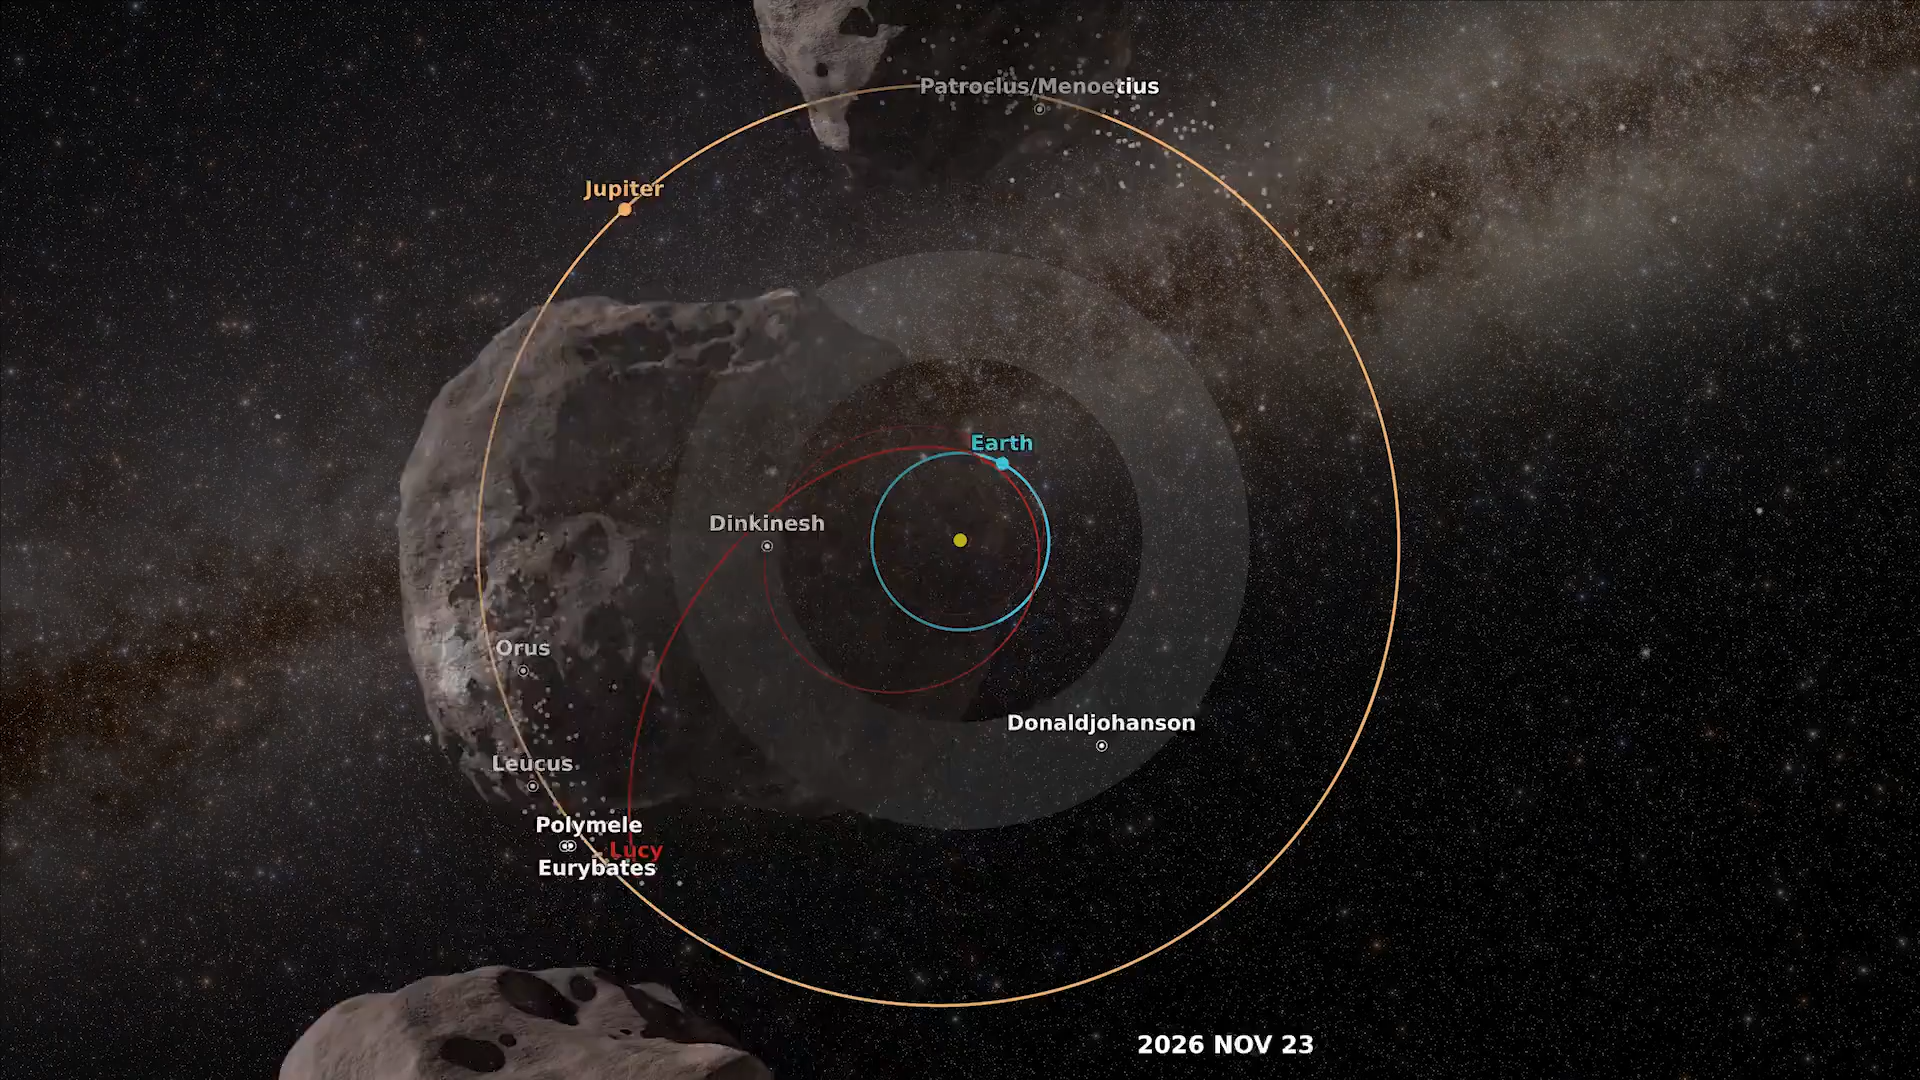 Patroclus/Menoetius
Jupiter
Earth
Dinkinesh
Orus
Donaldjohanson
Leucus
Polymele
Lucy
Eurybates
2026 NOV 23